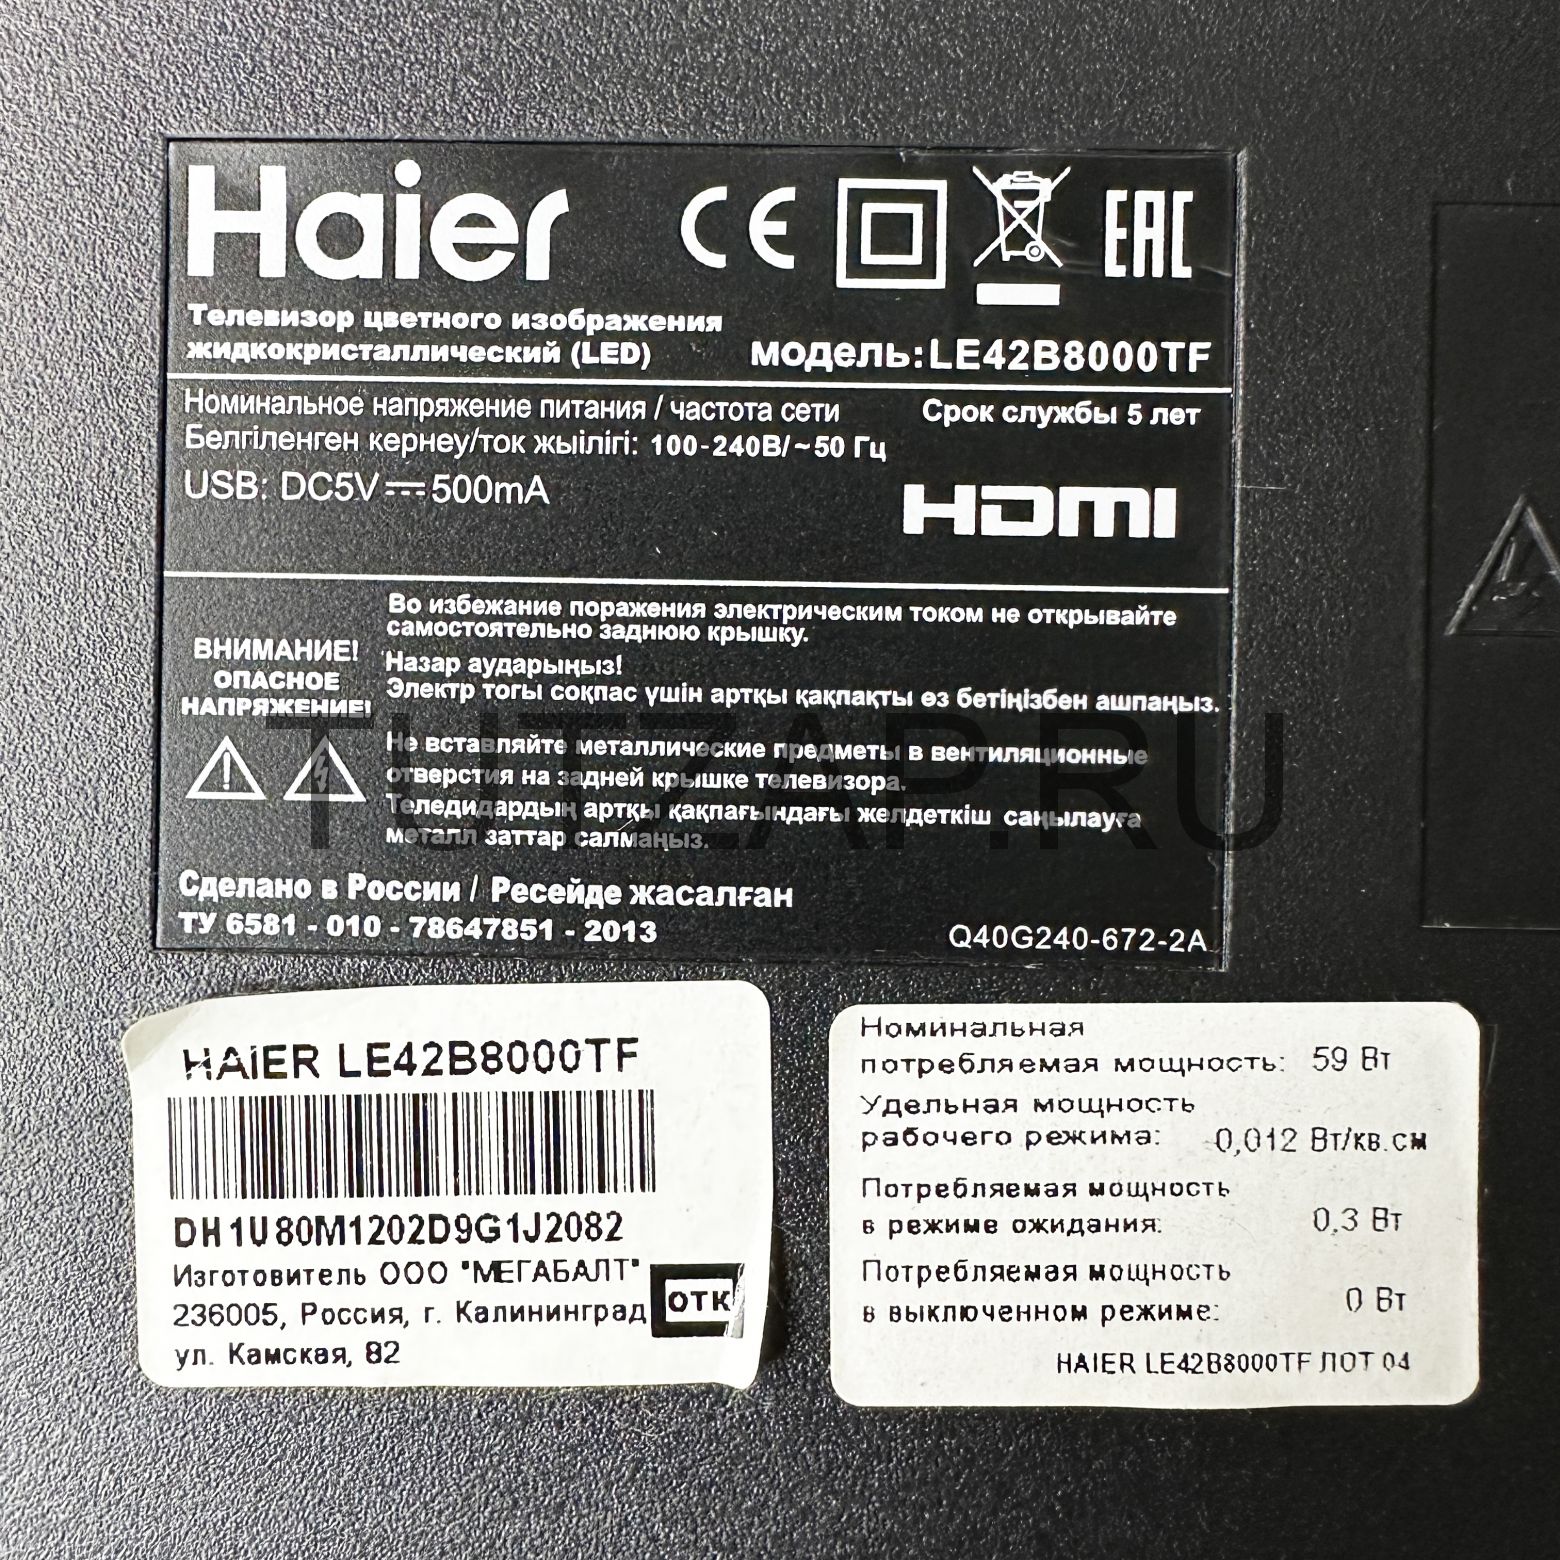 Haier
CE
EAC
Телевизор цветного изображения
жидкокристаллический (LED)
модель:LE42B8000TF
Номинальное напряжение питания / частота сети
Срок службы 5 лет
Белгіленген кернеу/ток жыілігі: 100-240В/~50 Гц
USB: DC5V⎓500mA
HDMI
ВНИМАНИЕ!
ОПАСНОЕ
НАПРЯЖЕНИЕ!
Во избежание поражения электрическим током не открывайте
самостоятельно заднюю крышку.
Назар аударыңыз!
Электр тогы соқпас үшін артқы қақпақты өз бетіңізбен ашпаңыз.
Не вставляйте металлические предметы в вентиляционные
отверстия на задней крышке телевизора.
Теледидардың артқы қақпағындағы желдеткіш саңылауға
металл заттар салмаңыз.
TUTZAP.RU
Сделано в России / Ресейде жасалған
ТУ 6581 - 010 - 78647851 - 2013
Q40G240-672-2A
HAIER LE42B8000TF
DH1U80M1202D9G1J2082
Изготовитель ООО "МЕГАБАЛТ"
236005, Россия, г. Калининград
ул. Камская, 82
ОТК
Номинальная
потребляемая мощность: 59 Вт
Удельная мощность
рабочего режима: 0,012 Вт/кв.см
Потребляемая мощность
в режиме ожидания: 0,3 Вт
Потребляемая мощность
в выключенном режиме: 0 Вт
HAIER LE42B8000TF ЛОТ 04